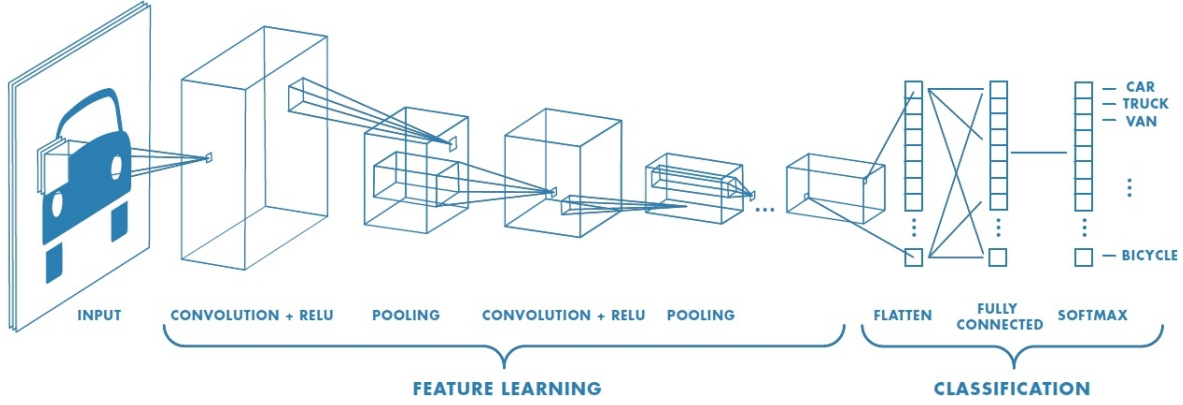 CAR
TRUCK
VAN
BICYCLE
INPUT
CONVOLUTION + RELU
POOLING
CONVOLUTION + RELU
POOLING
FLATTEN
FULLY
CONNECTED
SOFTMAX
FEATURE LEARNING
CLASSIFICATION